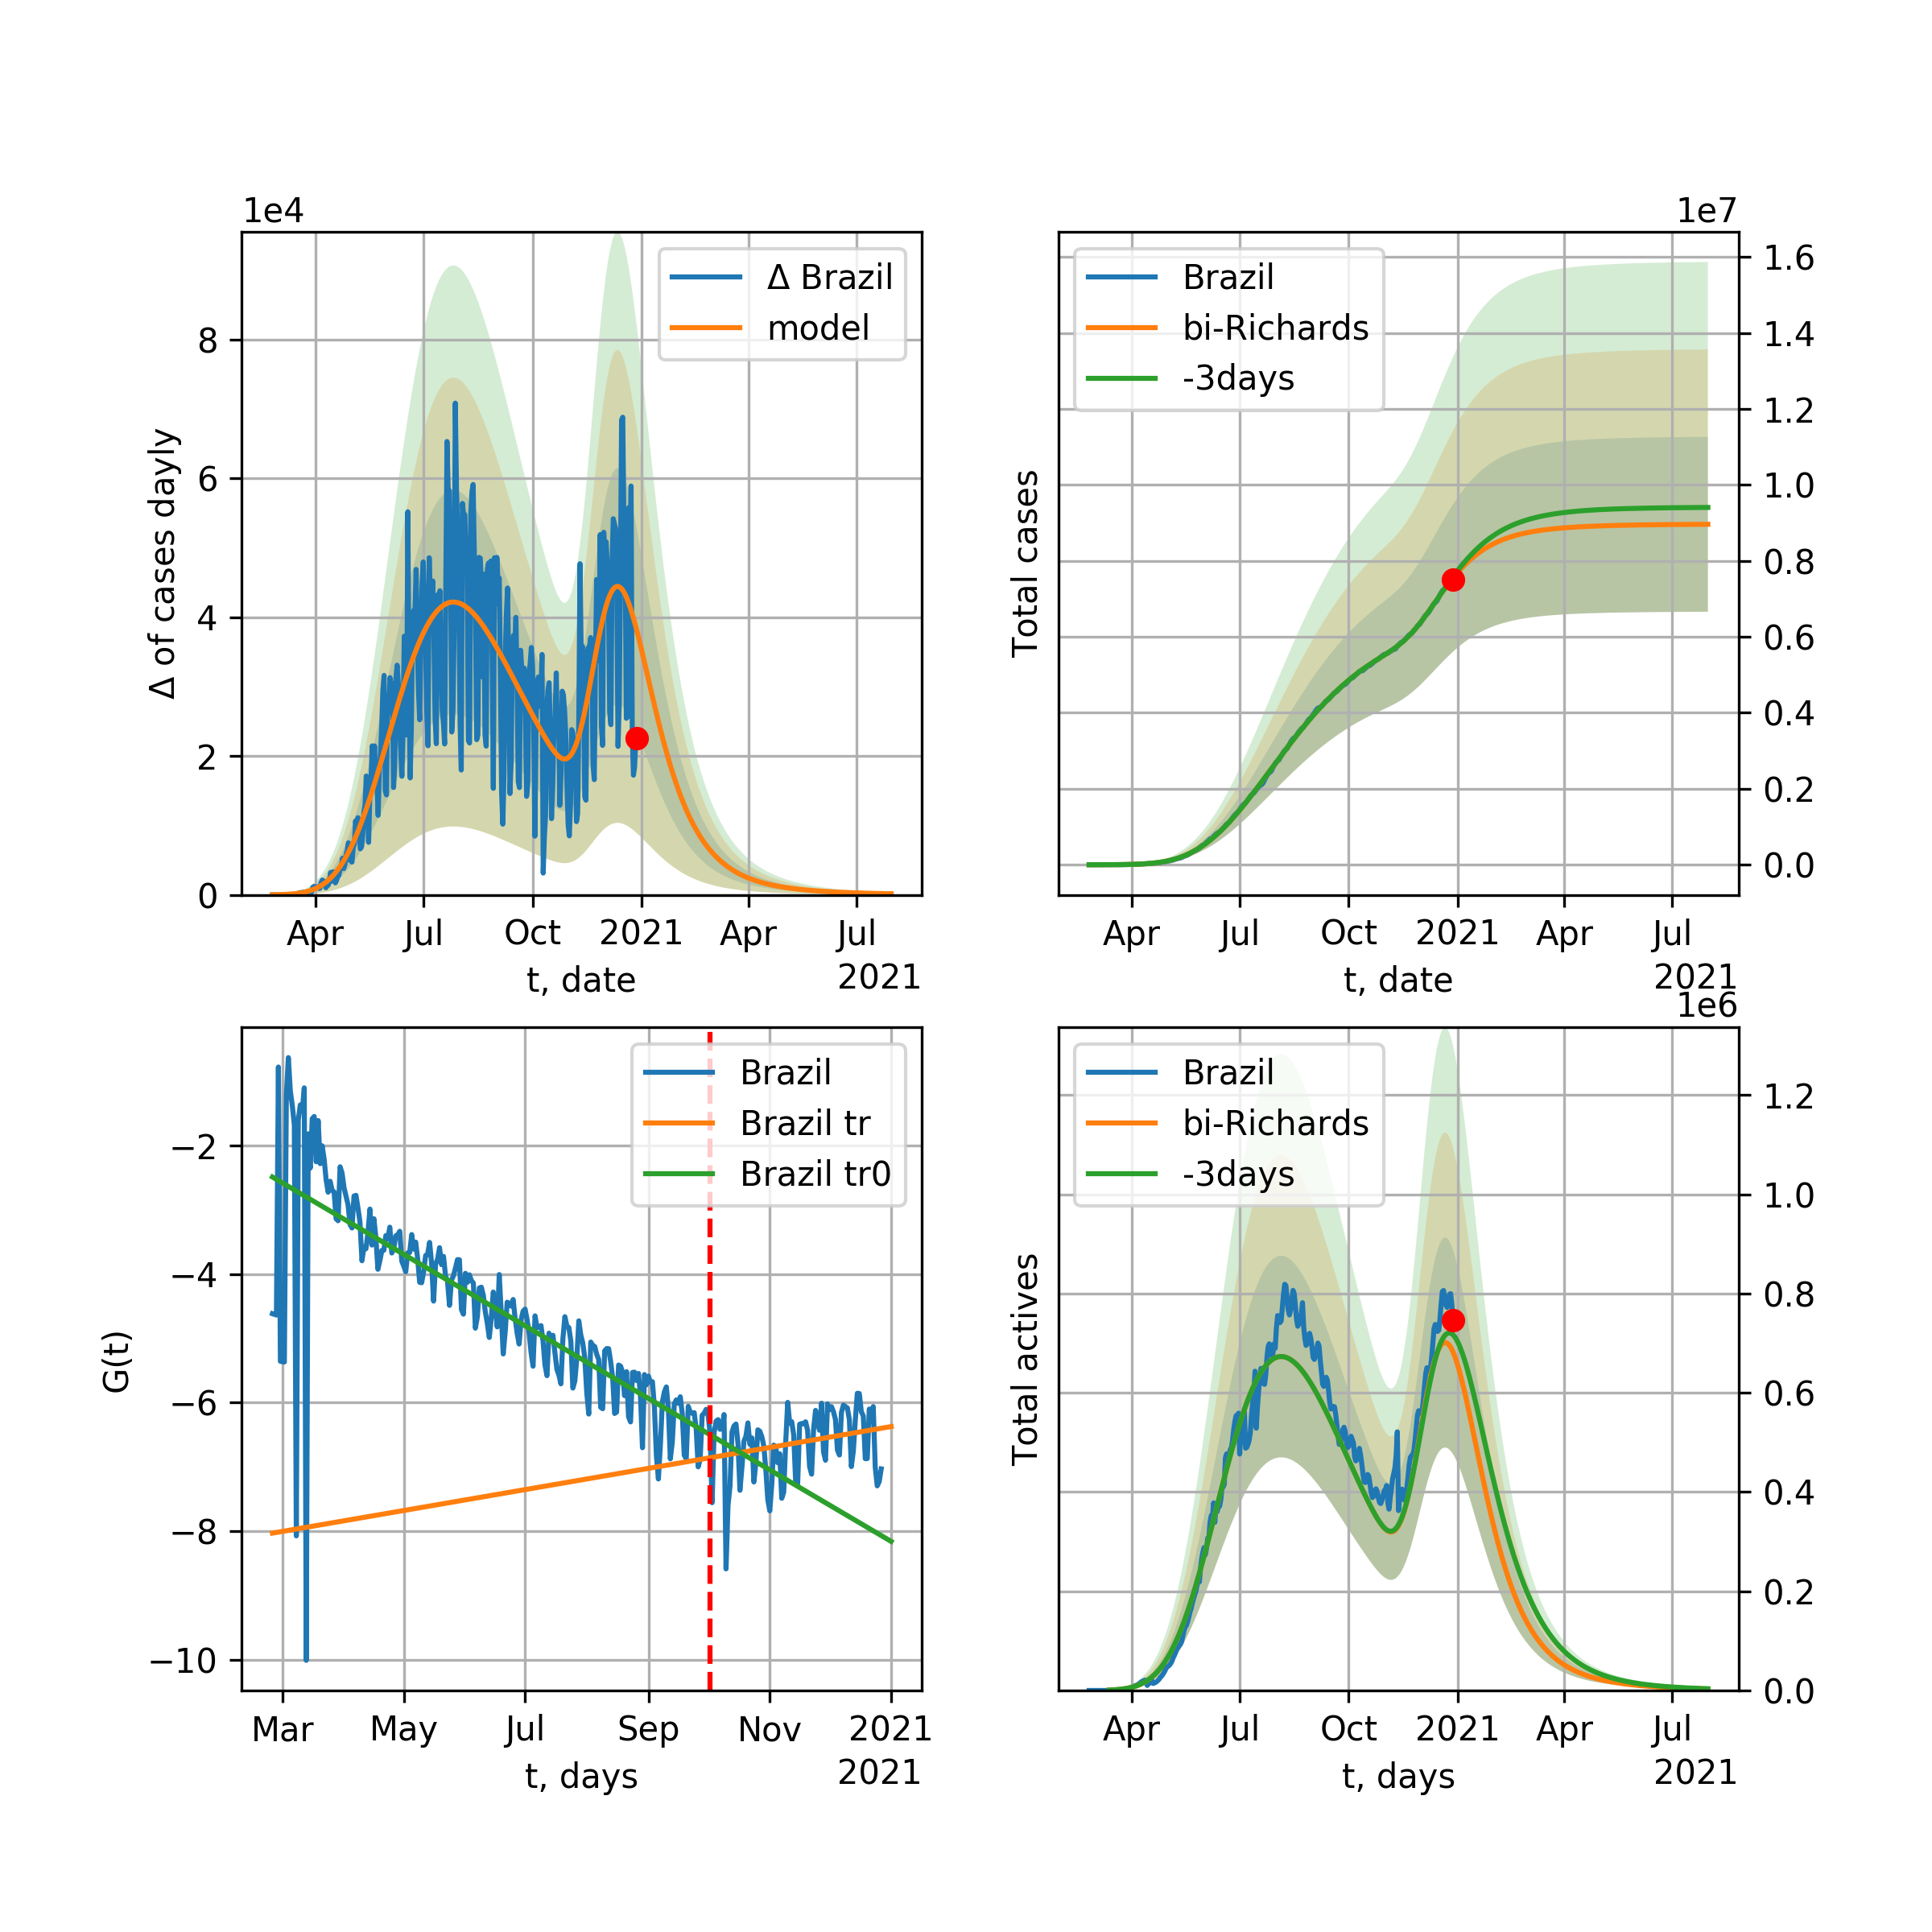 1e4
Δ Brazil
model
8
6
4
2
0
Δ of cases dayly
Apr
Jul
Oct
2021
Apr
Jul
t, date
2021
1e7
Brazil
bi-Richards
-3days
1.6
1.4
1.2
1.0
0.8
0.6
0.4
0.2
0.0
Total cases
Apr
Jul
Oct
2021
Apr
Jul
t, date
2021
Brazil
Brazil tr
Brazil tr0
−2
−4
−6
−8
−10
G(t)
Mar
May
Jul
Sep
Nov
2021
t, days
2021
1e6
Brazil
bi-Richards
-3days
1.2
1.0
0.8
0.6
0.4
0.2
0.0
Total actives
Apr
Jul
Oct
2021
Apr
Jul
t, days
2021